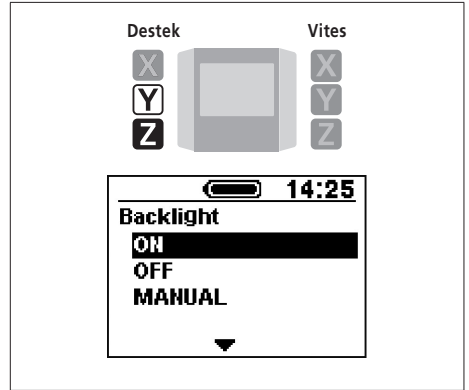 Destek Vites
X X
Y Y
Z Z
14:25
Backlight
ON
OFF
MANUAL